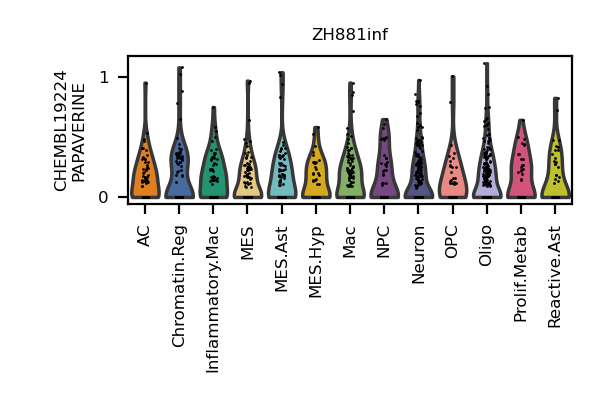 ZH881inf
CHEMBL19224
PAPAVERINE
1
0
AC
Chromatin.Reg
Inflammatory.Mac
MES
MES.Ast
MES.Hyp
Mac
NPC
Neuron
OPC
Oligo
Prolif.Metab
Reactive.Ast